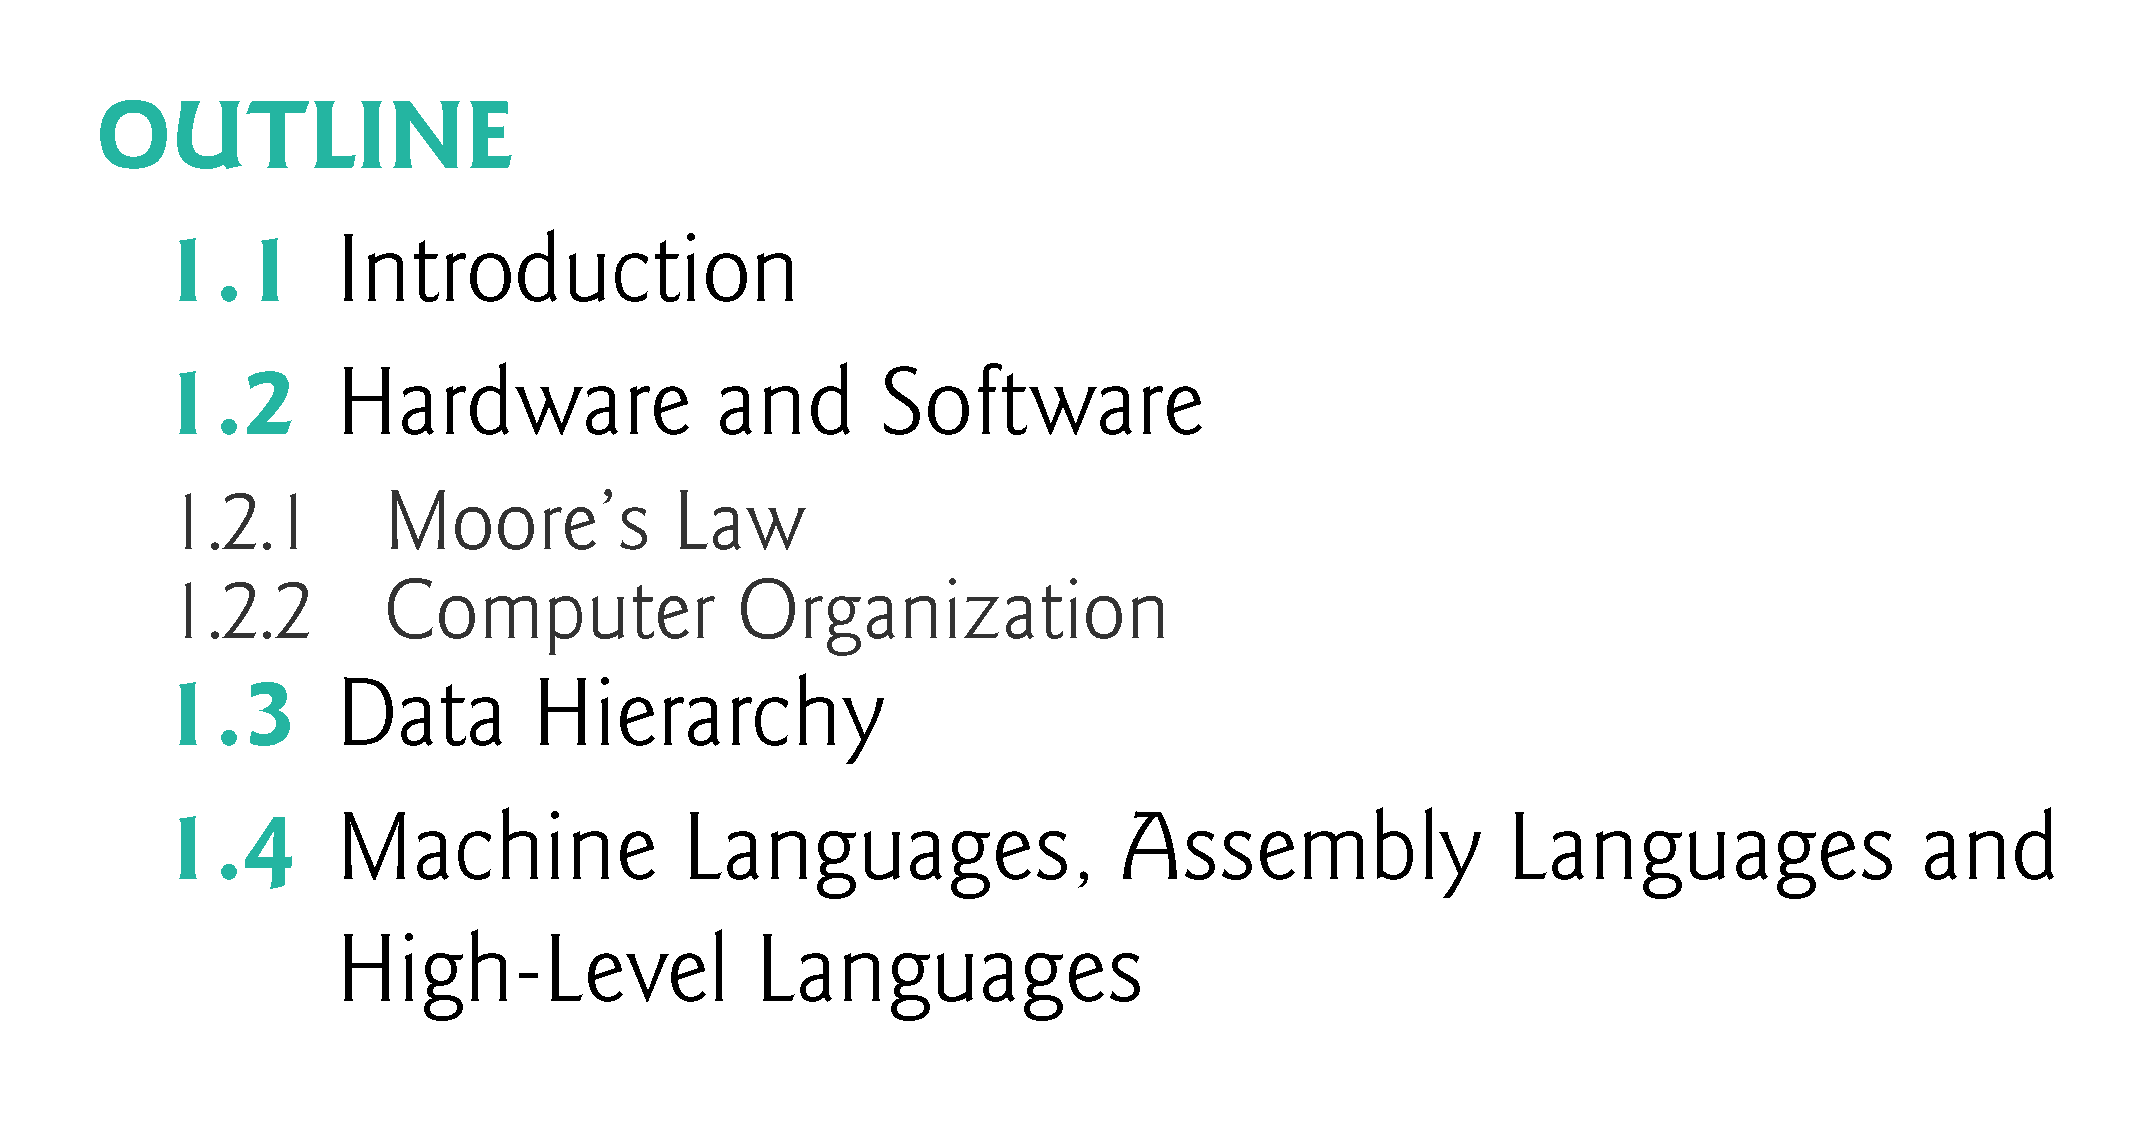 OUTLINE
1.1 Introduction
1.2 Hardware and Software
1.2.1 Moore’s Law
1.2.2 Computer Organization
1.3 Data Hierarchy
1.4 Machine Languages, Assembly Languages and
High-Level Languages